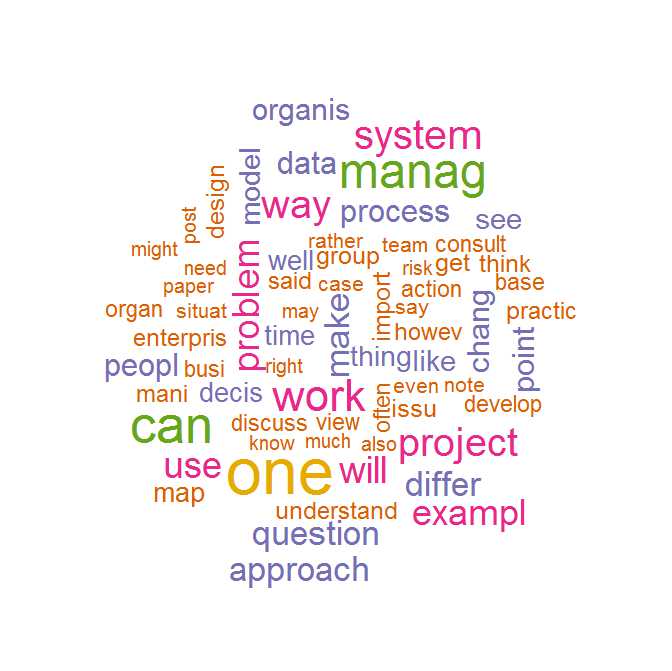 organis
system
model
data
manag
design
post
way
process
see
might
rather
team
consult
well
group
need
risk
get
think
said
case
import
action
base
paper
problem
make
chang
organ
situat
may
say
practic
enterpris
time
howev
point
peopl
busi
right
thing
like
mani
decis
work
often
even
note
issu
develop
can
discuss
view
know
much
also
project
use
one
will
map
differ
understand
exampl
question
approach